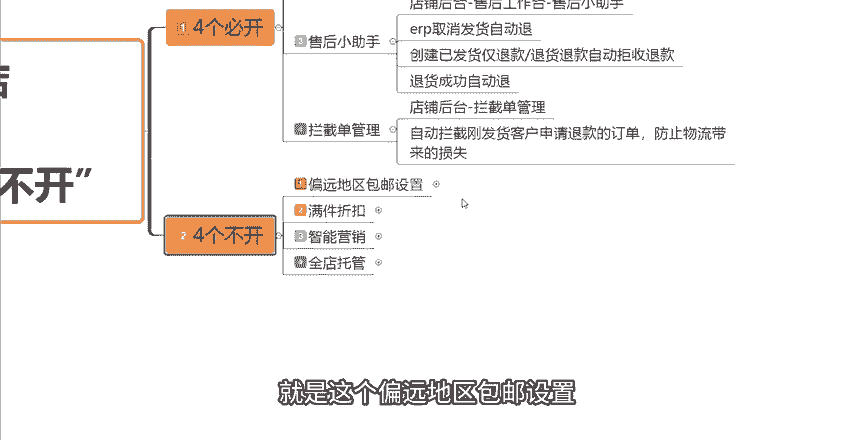 店铺后台-售后工作台-售后小助手
1 4个必开
erp取消发货自动退
3 售后小助手
创建已发货仅退款/退货退款自动拒收退款
退货成功自动退
店铺后台-拦截单管理
4 拦截单管理
自动拦截刚发货客户申请退款的订单，防止物流带
来的损失
不开”
1 偏远地区包邮设置
2 满件折扣
2 4个不开
3 智能营销
4 全店托管
就是这个偏远地区包邮设置